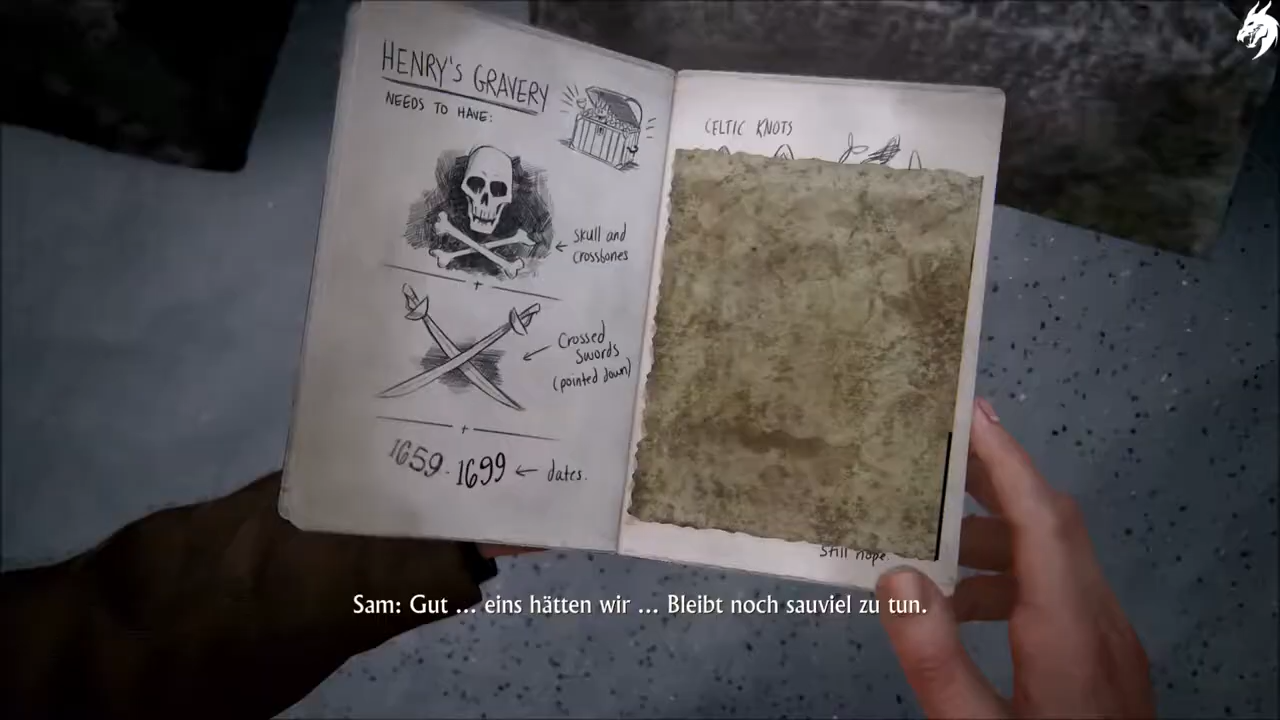 HENRY'S GRAVERY
NEEDS TO HAVE:
skull and
crossbones
+
Crossed
Swords
(pointed down)
+
1659 - 1699 ← dates.
CELTIC KNOTS
Still nope.
Sam: Gut ... eins hätten wir ... Bleibt noch sauviel zu tun.